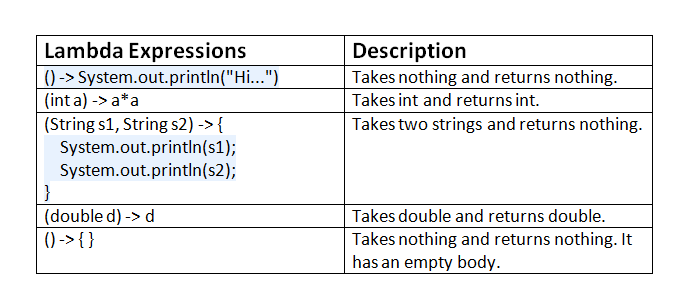 Lambda Expressions Description
() -> System.out.println("Hi...") Takes nothing and returns nothing.
(int a) -> a*a Takes int and returns int.
(String s1, String s2) -> { Takes two strings and returns nothing.
System.out.println(s1);
System.out.println(s2);
}
(double d) -> d Takes double and returns double.
() -> { } Takes nothing and returns nothing. It
has an empty body.